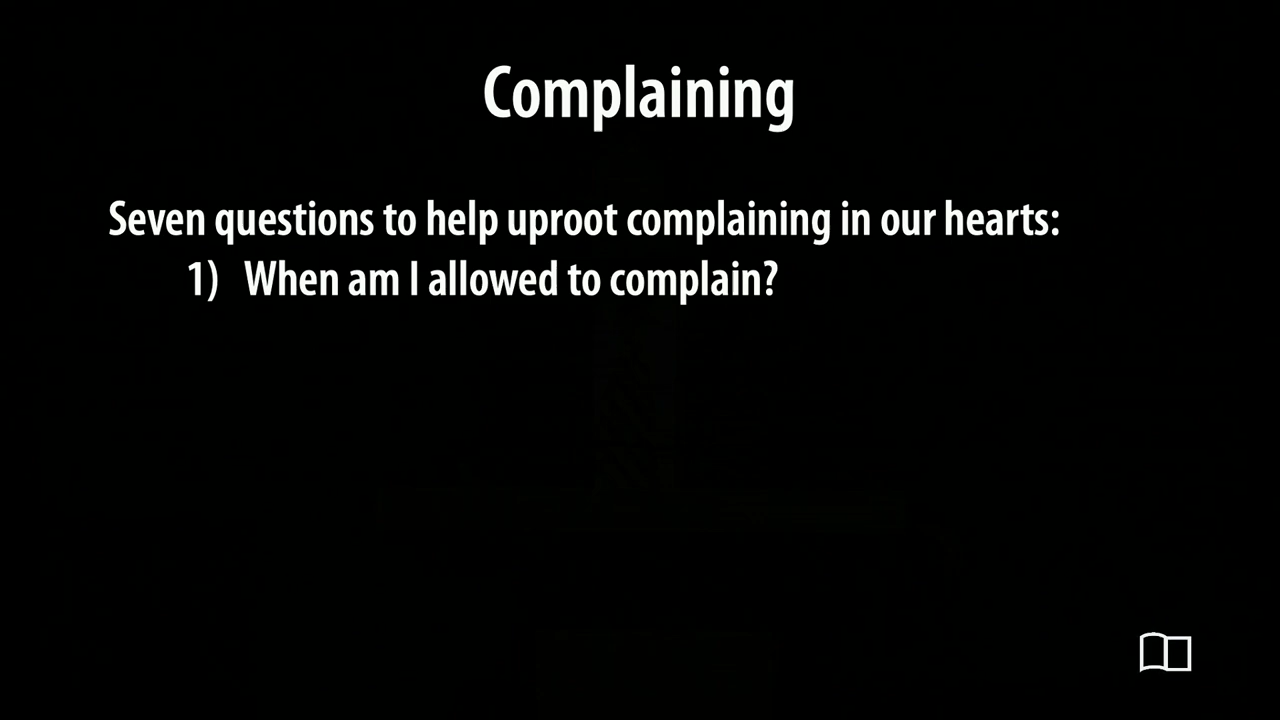 Complaining
Seven questions to help uproot complaining in our hearts:
1) When am I allowed to complain?